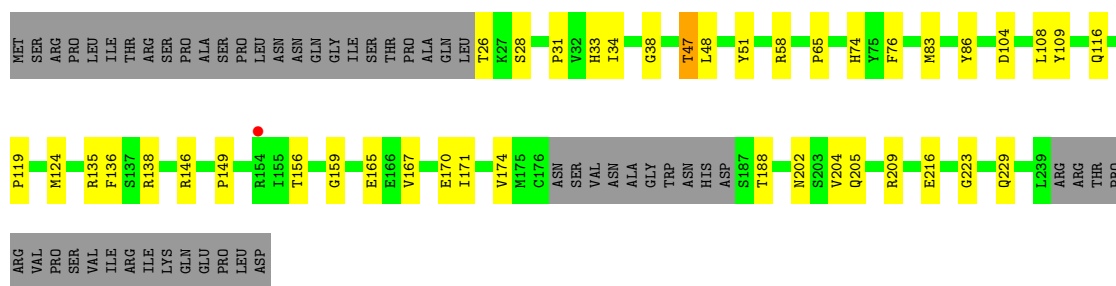 MET SER ARG PRO LEU ILE THR ARG SER PRO ALA SER PRO LEU ASN ASN GLN GLY ILE SER THR PRO ALA GLN LEU T26 K27 S28 P31 V32 H33 I34 G38 T47 L48 Y51 R58 P65 H74 Y75 F76 M83 Y86 D104 L108 Y109 Q116
P119 M124 R135 F136 S137 R138 R146 P149 R154 I155 T156 G159 E165 E166 V167 E170 I171 V174 M175 C176 ASN SER VAL ASN ALA GLY TRP ASN HIS ASP S187 T188 N202 S203 V204 Q205 R209 E216 G223 Q229 L239 ARG ARG THR PRO
ARG VAL PRO SER VAL ILE ARG ILE LYS GLN GLU PRO LEU ASP